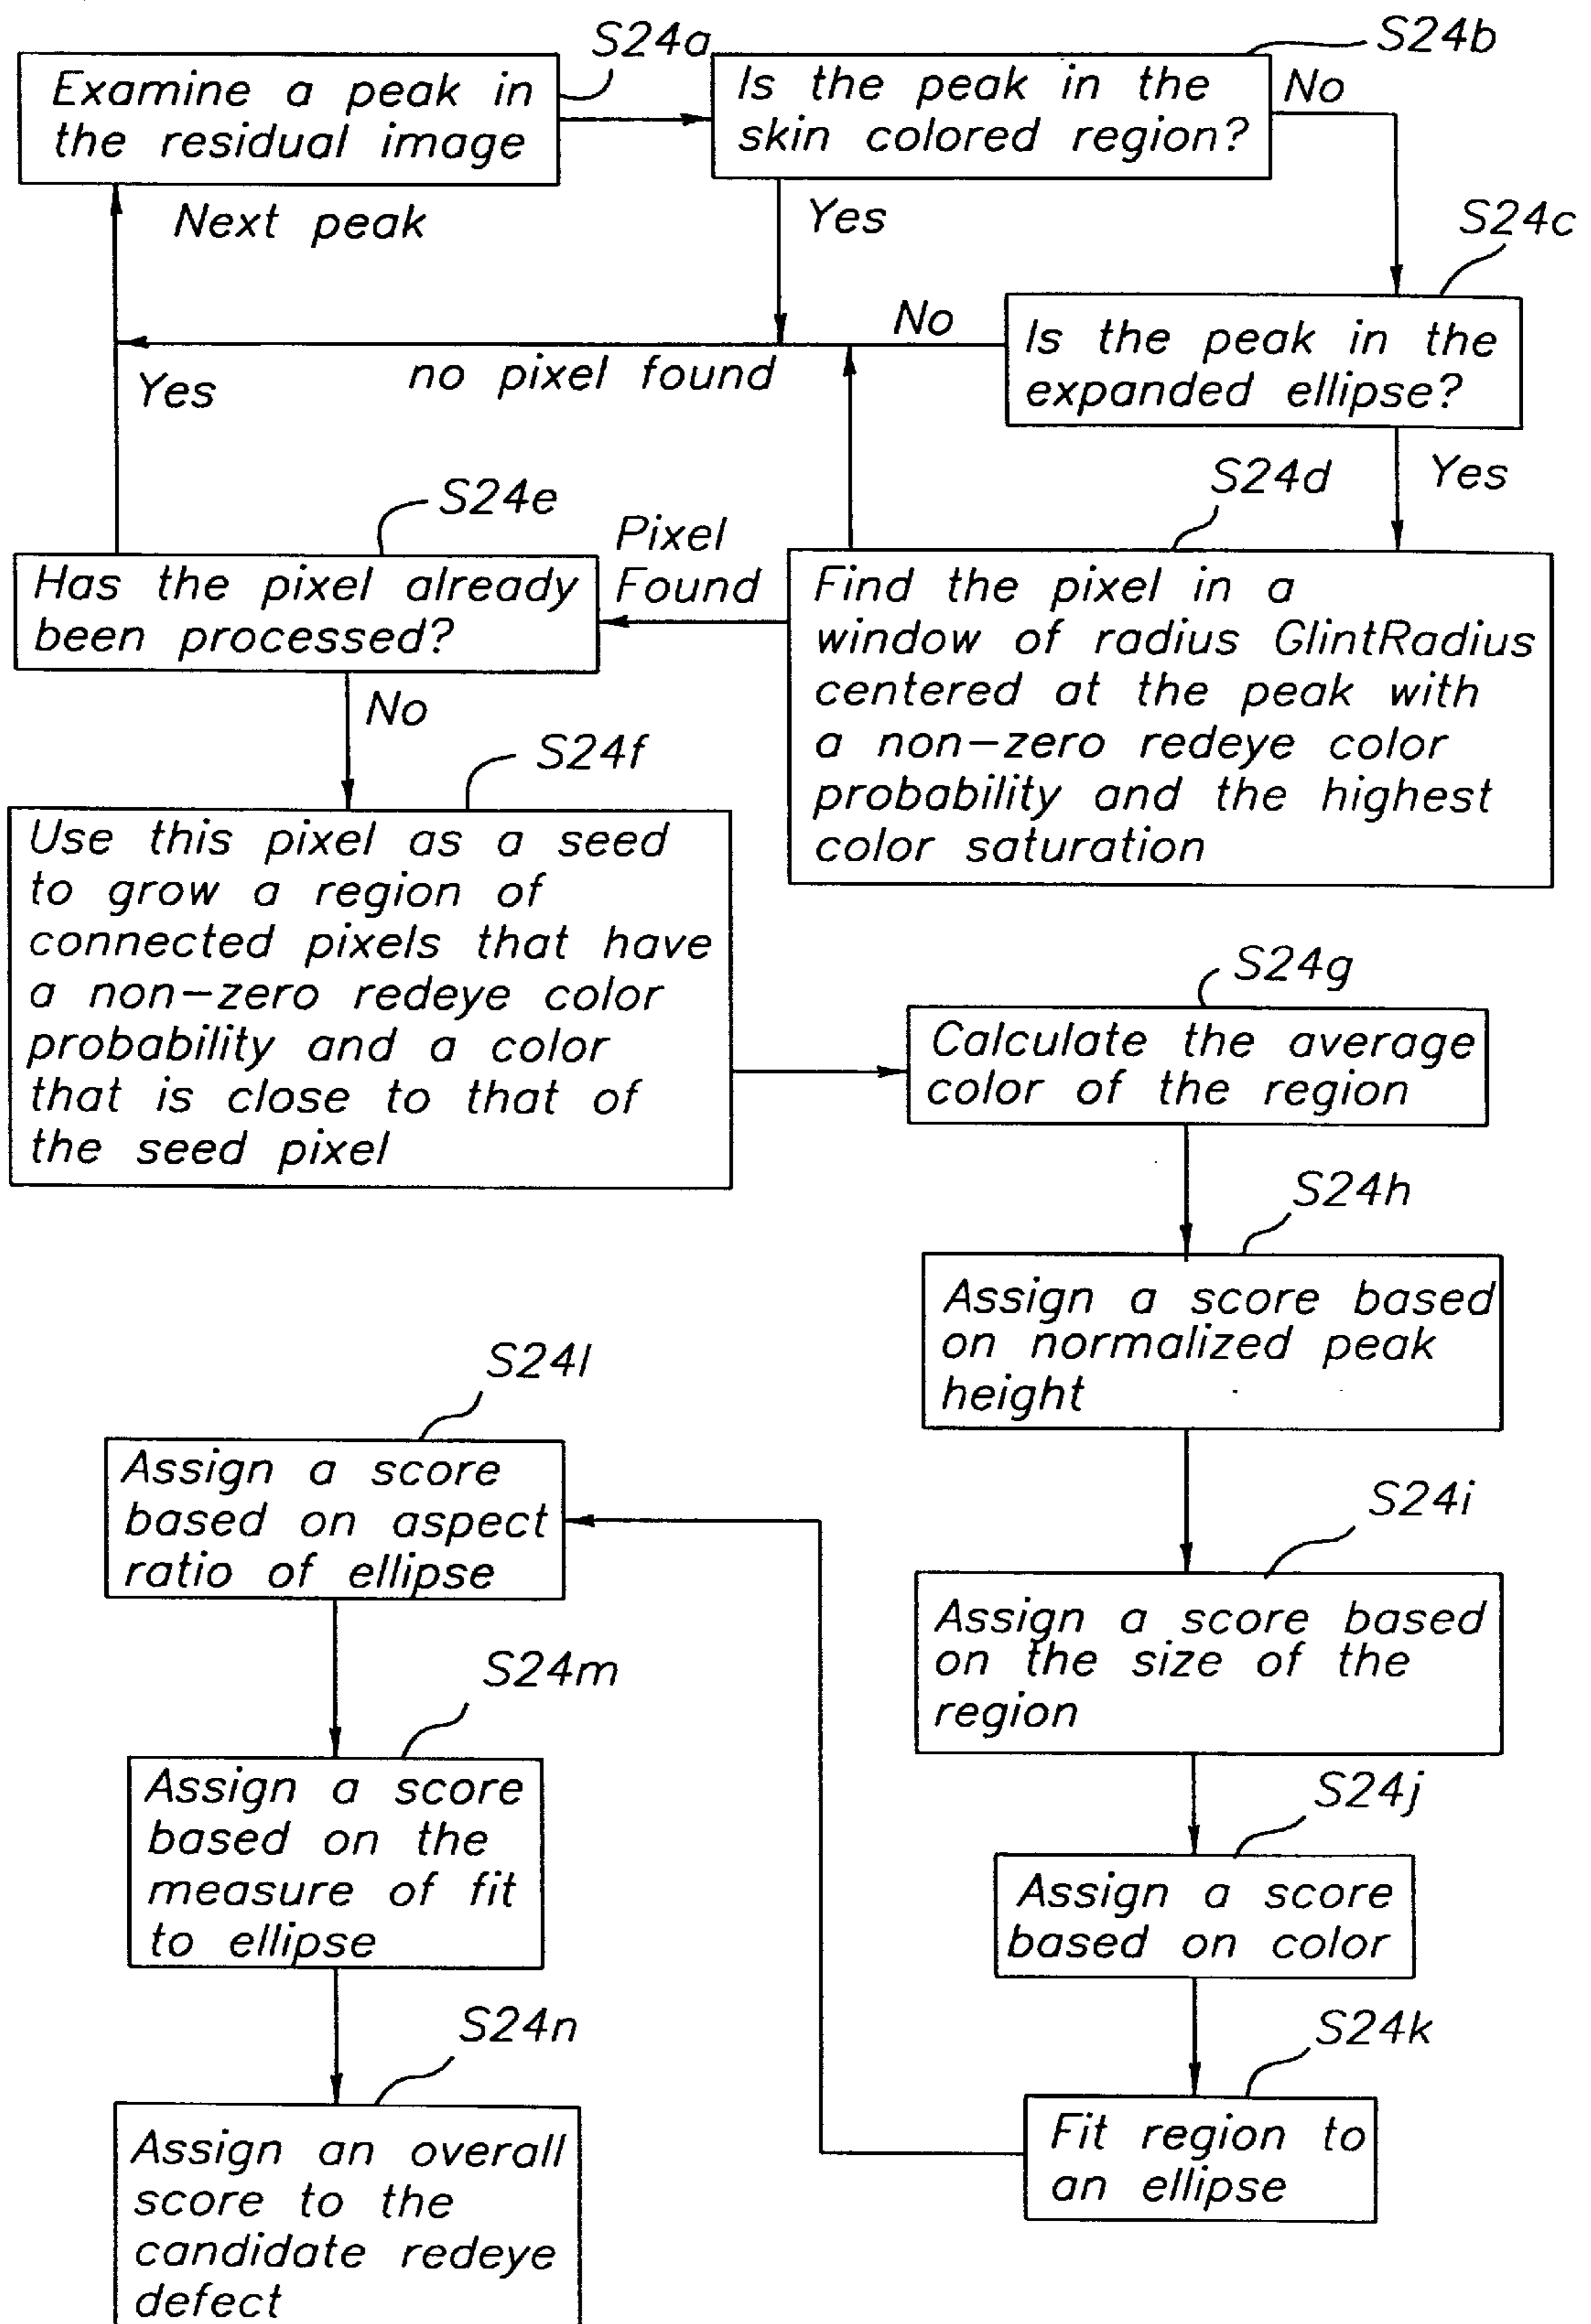 S24a
Examine a peak in
the residual image
S24b
Is the peak in the
skin colored region?
No
Next peak
Yes
S24c
Is the peak in the
expanded ellipse?
No
no pixel found
Yes
Yes
S24d
Find the pixel in a
window of radius GlintRadius
centered at the peak with
a non-zero redeye color
probability and the highest
color saturation
Pixel
Found
S24e
Has the pixel already
been processed?
No
S24f
Use this pixel as a seed
to grow a region of
connected pixels that have
a non-zero redeye color
probability and a color
that is close to that of
the seed pixel
S24g
Calculate the average
color of the region
S24h
Assign a score based
on normalized peak
height
S24i
Assign a score based
on the size of the
region
S24j
Assign a score
based on color
S24k
Fit region to
an ellipse
S24l
Assign a score
based on aspect
ratio of ellipse
S24m
Assign a score
based on the
measure of fit
to ellipse
S24n
Assign an overall
score to the
candidate redeye
defect